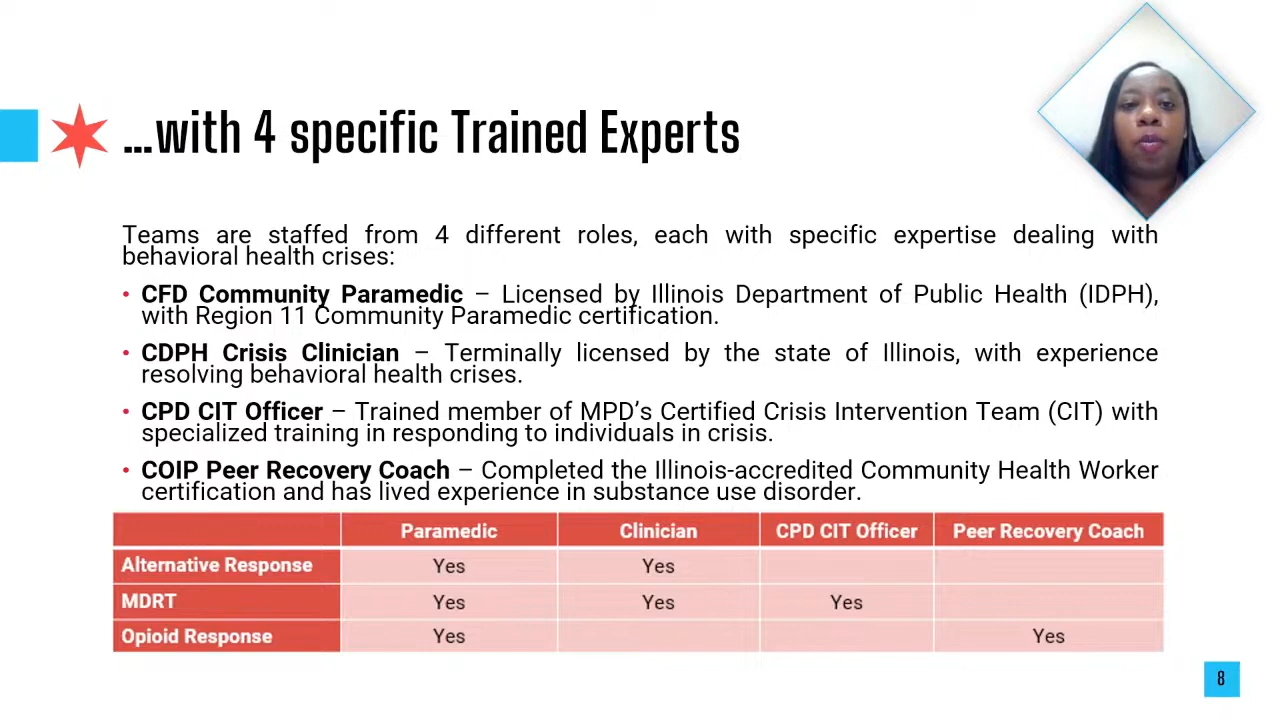 ...with 4 specific Trained Experts
Teams are staffed from 4 different roles, each with specific expertise dealing with
behavioral health crises:
• CFD Community Paramedic – Licensed by Illinois Department of Public Health (IDPH),
with Region 11 Community Paramedic certification.
• CDPH Crisis Clinician – Terminally licensed by the state of Illinois, with experience
resolving behavioral health crises.
• CPD CIT Officer – Trained member of MPD’s Certified Crisis Intervention Team (CIT) with
specialized training in responding to individuals in crisis.
• COIP Peer Recovery Coach – Completed the Illinois-accredited Community Health Worker
certification and has lived experience in substance use disorder.
Paramedic Clinician CPD CIT Officer Peer Recovery Coach
Alternative Response Yes Yes
MDRT Yes Yes Yes
Opioid Response Yes Yes
8